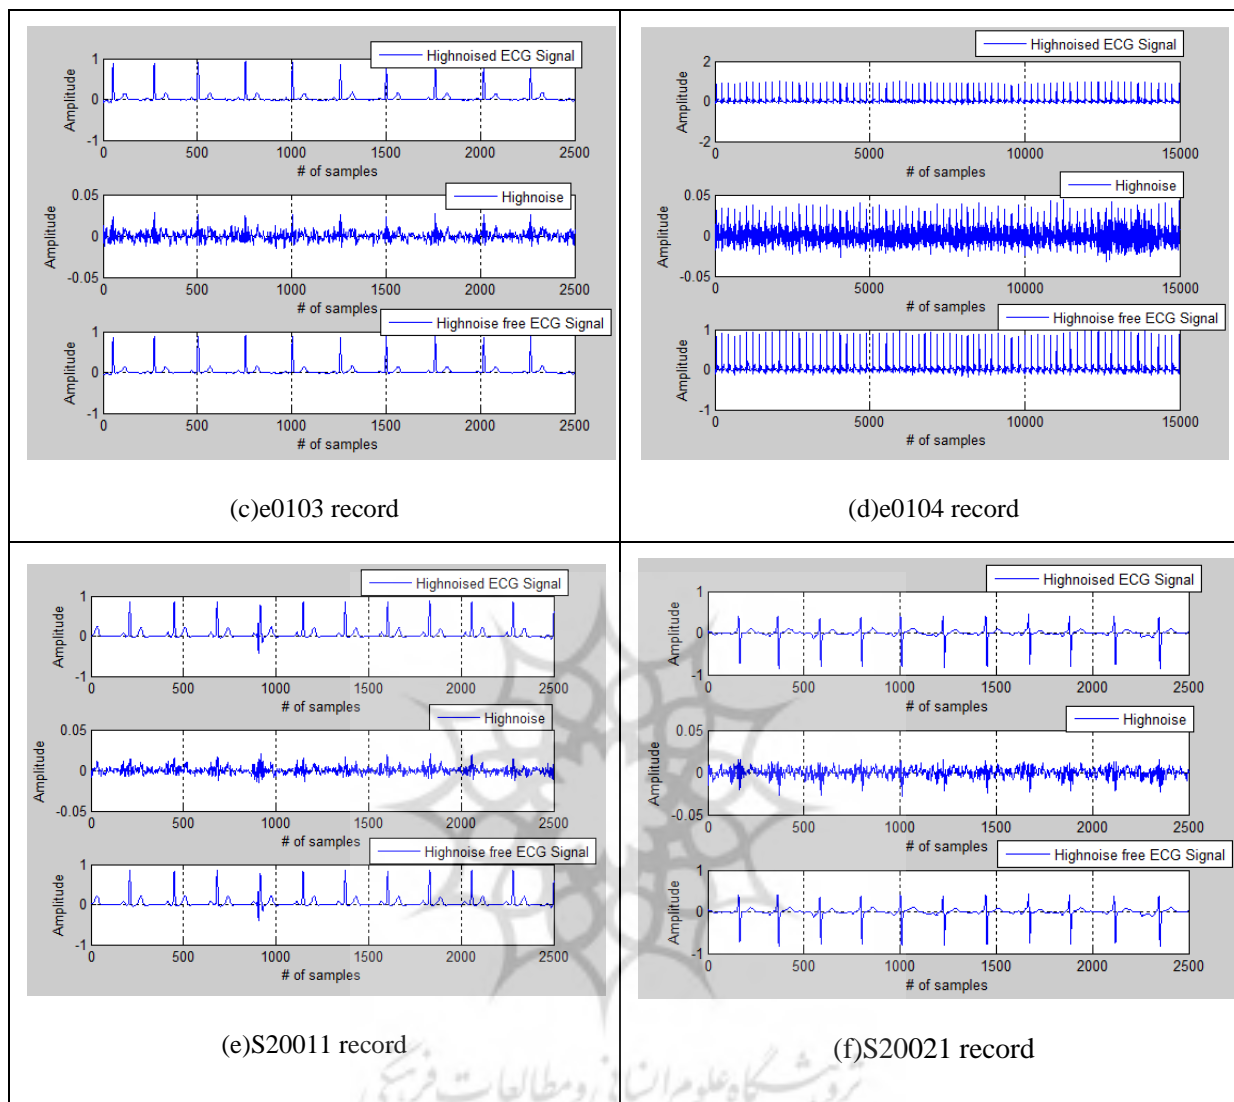 Highnoised ECG Signal
1
0
-1
Amplitude
0 500 1000 1500 2000 2500
# of samples
Highnoise
0.05
0
-0.05
Amplitude
0 500 1000 1500 2000 2500
# of samples
Highnoise free ECG Signal
1
0
-1
Amplitude
0 500 1000 1500 2000 2500
# of samples
(c)e0103 record
Highnoised ECG Signal
2
0
-2
Amplitude
0 5000 10000 15000
# of samples
Highnoise
0.05
0
-0.05
Amplitude
0 5000 10000 15000
# of samples
Highnoise free ECG Signal
1
0
-1
Amplitude
0 5000 10000 15000
# of samples
(d)e0104 record
Highnoised ECG Signal
1
0
-1
Amplitude
0 500 1000 1500 2000 2500
# of samples
Highnoise
0.05
0
-0.05
Amplitude
0 500 1000 1500 2000 2500
# of samples
Highnoise free ECG Signal
1
0
-1
Amplitude
0 500 1000 1500 2000 2500
# of samples
(e)S20011 record
Highnoised ECG Signal
1
0
-1
Amplitude
0 500 1000 1500 2000 2500
# of samples
Highnoise
0.05
0
-0.05
Amplitude
0 500 1000 1500 2000 2500
# of samples
Highnoise free ECG Signal
1
0
-1
Amplitude
0 500 1000 1500 2000 2500
# of samples
(f)S20021 record
پژوهشگاه علوم انسانی و مطالعات فرهنگی